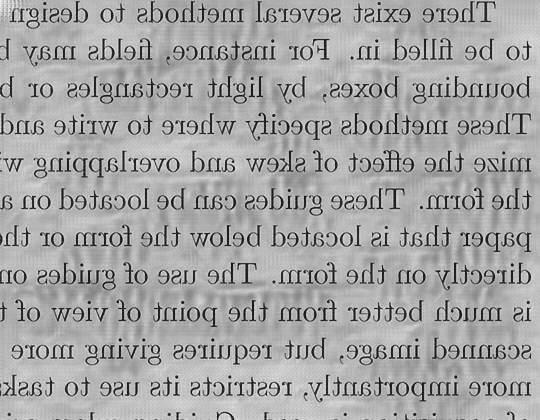 There exist several methods to design
to be filled in. For instance, fields may b
bounding boxes, by light rectangles or b
These methods specify where to write and
mize the effect of skew and overlapping wi
the form. These guides can be located on a
paper that is located below the form or the
directly on the form. The use of guides on
is much better from the point of view of t
scanned image, but requires giving more
more importantly, restricts its use to tasks